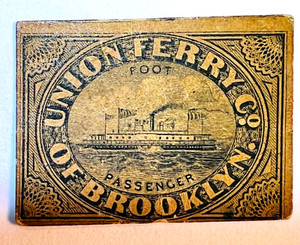 UNION FERRY Co.
FOOT
PASSENGER
OF BROOKLYN.